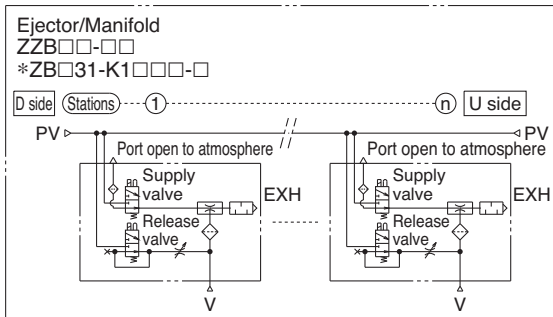 Ejector/Manifold
ZZB□□-□□
*ZB□31-K1□□□-□
D side Stations 1 n U side
PV PV
Port open to atmosphere Port open to atmosphere
Supply valve EXH Supply valve EXH
Release valve Release valve
V V